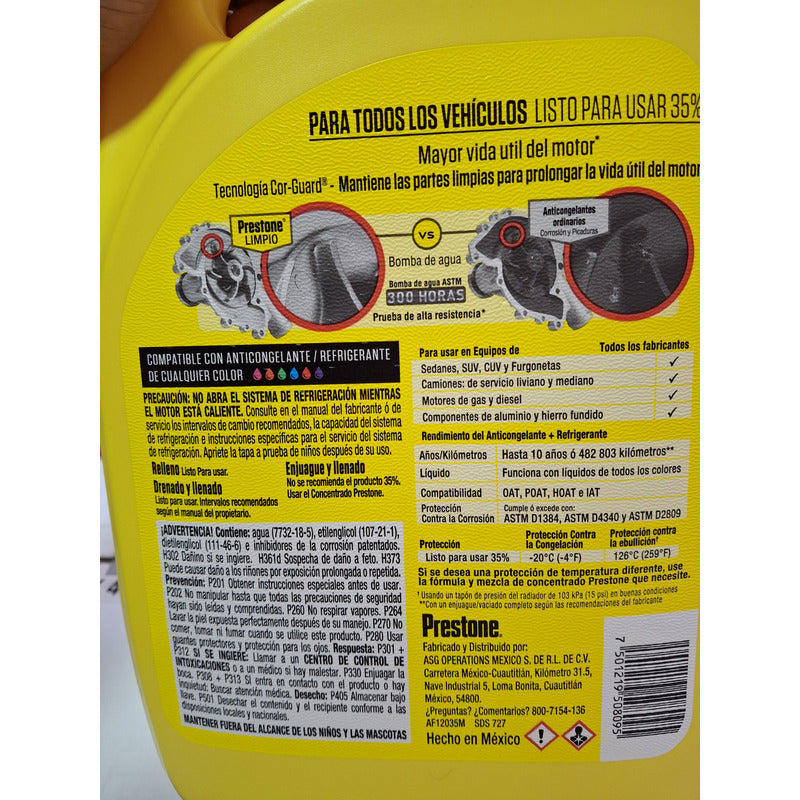 PARA TODOS LOS VEHÍCULOS LISTO PARA USAR 35%
Mayor vida util del motor*
Tecnología Cor-Guard® - Mantiene las partes limpias para prolongar la vida útil del motor
Prestone®
LIMPIO
VS
Bomba de agua
Bomba de agua ASTM
300 HORAS
Prueba de alta resistencia*
Anticongelantes
ordinarios
Corrosión y Picaduras
COMPATIBLE CON ANTICONGELANTE / REFRIGERANTE
DE CUALQUIER COLOR
PRECAUCIÓN: NO ABRA EL SISTEMA DE REFRIGERACIÓN MIENTRAS
EL MOTOR ESTÁ CALIENTE. Consulte en el manual del fabricante ó de
servicio los intervalos de cambio recomendados, la capacidad del sistema
de refrigeración e instrucciones específicas para el servicio del sistema
de refrigeración. Apriete la tapa a prueba de niños después de su uso.
Relleno Listo Para usar.
Drenado y llenado
Listo para usar. Intervalos recomendados
según el manual del propietario.
Enjuague y llenado
No se recomienda el producto 35%.
Usar el Concentrado Prestone.
¡ADVERTENCIA! Contiene: agua (7732-18-5), etilenglicol (107-21-1),
dietilenglicol (111-46-6) e inhibidores de la corrosión patentados.
H302 Dañino si se ingiere. H361d Sospecha de daño a feto. H373
Puede causar daño a los riñones por exposición prolongada o repetida.
Prevención: P201 Obtener instrucciones especiales antes de usar.
P202 No manipular hasta que todas las precauciones de seguridad
hayan sido leídas y comprendidas. P260 No respirar vapores. P264
Lavar la piel expuesta perfectamente después de su manejo. P270 No
comer, tomar ni fumar cuando se utilice este producto. P280 Usar
guantes protectores y protección para los ojos. Respuesta: P301 +
P312 SI SE INGIERE: Llamar a un CENTRO DE CONTROL DE
INTOXICACIONES o a un médico si hay malestar. P330 Enjuagar la
boca. P308 + P313 Si entra en contacto con el producto o hay
inquietud: Buscar atención médica. Desecho: P405 Almacenar bajo
llave. P501 Desechar el contenido y el recipiente conforme a las
disposiciones locales y nacionales.
MANTENER FUERA DEL ALCANCE DE LOS NIÑOS Y LAS MASCOTAS
Para usar en Equipos de Todos los fabricantes
Sedanes, SUV, CUV y Furgonetas ✓
Camiones: de servicio liviano y mediano ✓
Motores de gas y diesel ✓
Componentes de aluminio y hierro fundido ✓
Rendimiento del Anticongelante + Refrigerante
Años/Kilómetros Hasta 10 años ó 482 803 kilómetros**
Líquido Funciona con líquidos de todos los colores
Compatibilidad OAT, POAT, HOAT e IAT
Protección
Contra la Corrosión
Cumple ó excede con:
ASTM D1384, ASTM D4340 y ASTM D2809
Protección
Protección Contra
la Congelación
Protección contra
la ebullición†
Listo para usar 35% -20°C (-4°F) 126°C (259°F)
Si se desea una protección de temperatura diferente, use
la fórmula y mezcla de concentrado Prestone que necesite.
† Usando un tapón de presión del radiador de 103 kPa (15 psi) en buenas condiciones
**Con un enjuague/vaciado completo según las recomendaciones del fabricante
Prestone®
Fabricado y Distribuido por:
ASG OPERATIONS MEXICO S. DE R.L. DE C.V.
Carretera México-Cuautitlán, Kilómetro 31.5,
Nave Industrial 5, Loma Bonita, Cuautitlán
México, 54800.
¿Preguntas? ¿Comentarios? 800-7154-136
AF12035M SDS 727
Hecho en México
7 501219 508095